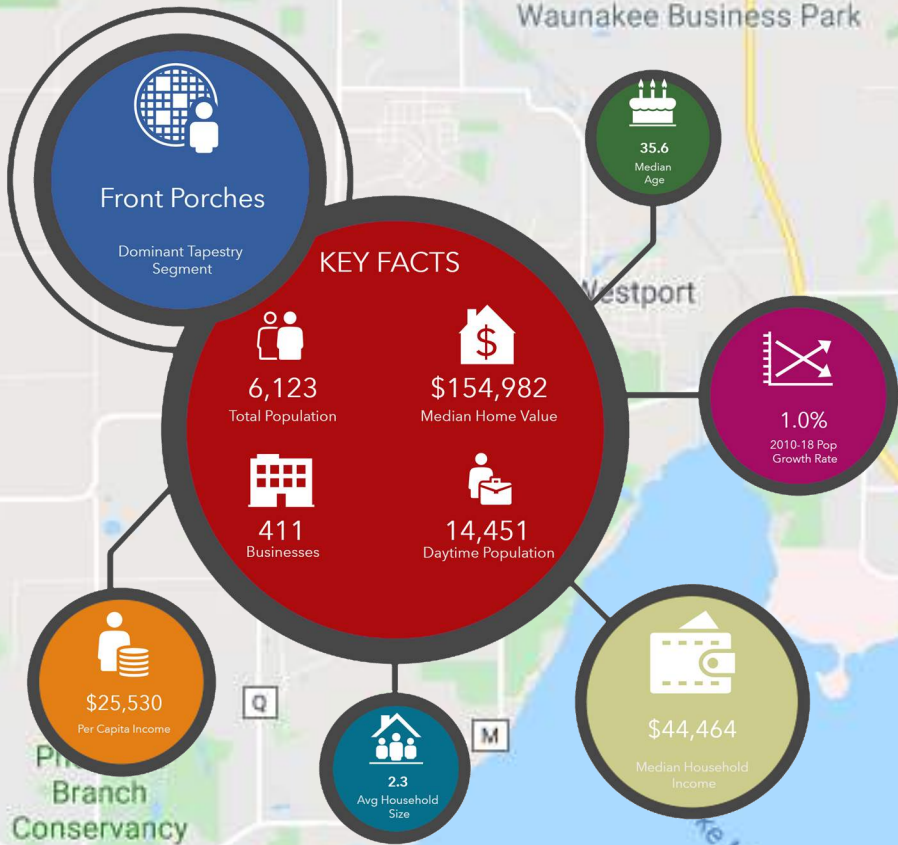 Waunakee Business Park
Front Porches
Dominant Tapestry
Segment
35.6
Median
Age
KEY FACTS
6,123
Total Population
$154,982
Median Home Value
411
Businesses
14,451
Daytime Population
Westport
1.0%
2010-18 Pop
Growth Rate
$25,530
Per Capita Income
Q
M
2.3
Avg Household
Size
$44,464
Median Household
Income
Branch
Conservancy